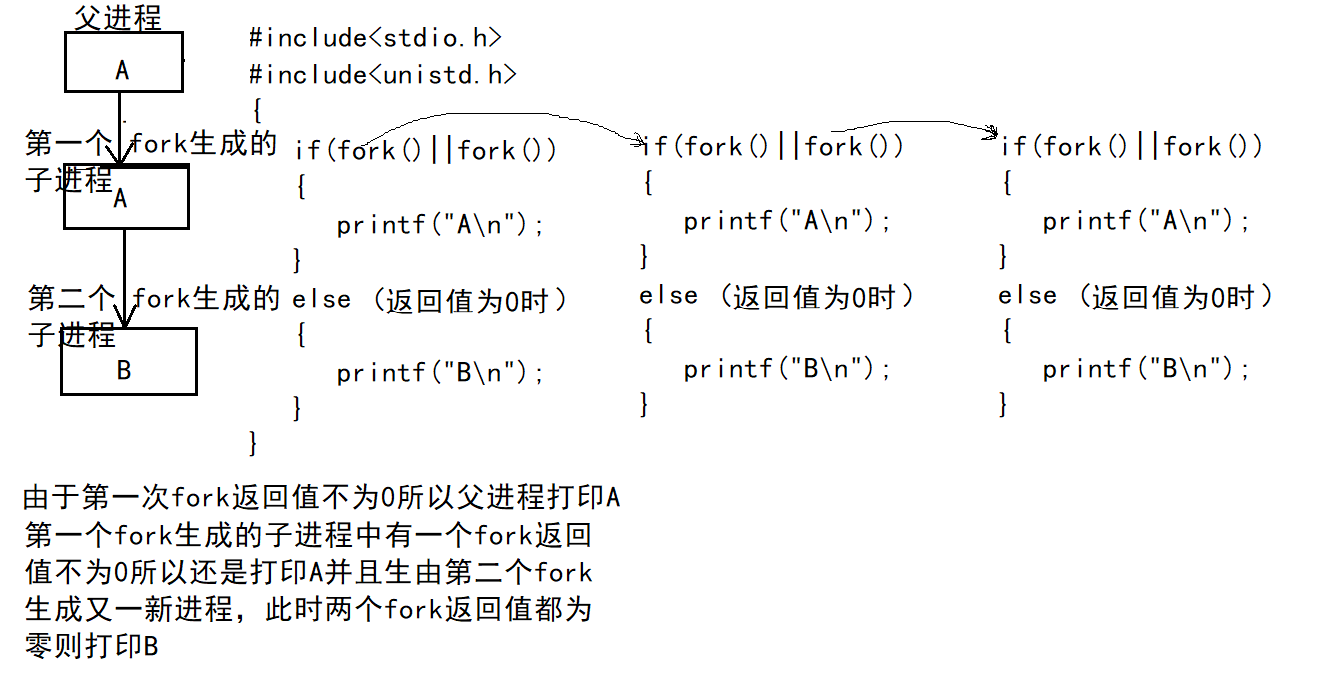 父进程
A
第一个 fork生成的
子进程
A
第二个 fork生成的
子进程
B
#include<stdio.h>
#include<unistd.h>
{
if(fork()||fork())
{
printf("A\n");
}
else（返回值为0时）
{
printf("B\n");
}
}
if(fork()||fork())
{
printf("A\n");
}
else（返回值为0时）
{
printf("B\n");
}
if(fork()||fork())
{
printf("A\n");
}
else（返回值为0时）
{
printf("B\n");
}
由于第一次fork返回值不为0所以父进程打印A
第一个fork生成的子进程中有一个fork返回
值不为0所以还是打印A并且生由第二个fork
生成又一新进程，此时两个fork返回值都为
零则打印B